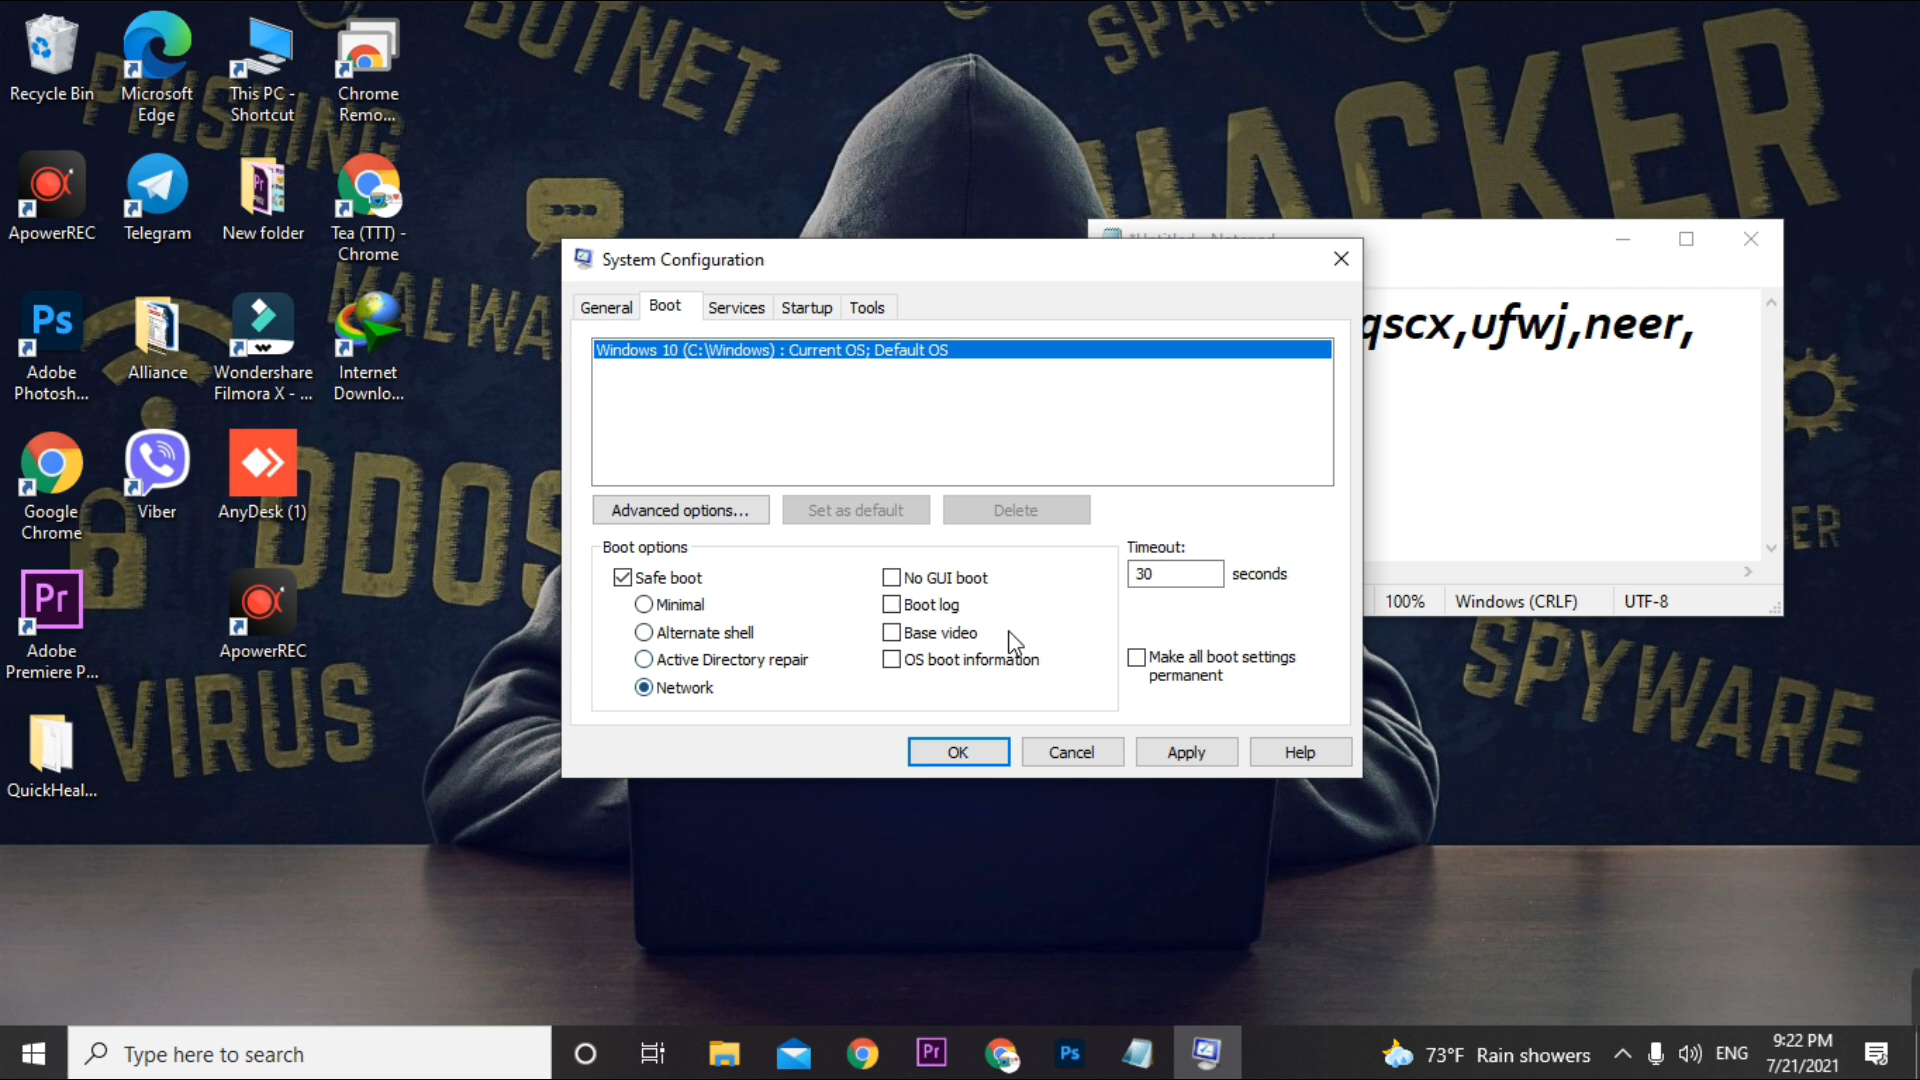 Recycle Bin
Microsoft
Edge
This PC -
Shortcut
Chrome
Remo...
ApowerREC
Telegram
New folder
Tea (TTT) -
Chrome
Adobe
Photosh...
Alliance
Wondershare
Filmora X - ...
Internet
Downlo...
Google
Chrome
Viber
AnyDesk (1)
Adobe
Premiere P...
ApowerREC
QuickHeal...
PHISHING
BOTNET
HACKER
MALWA
DDOS
VIRUS
SPYWARE
System Configuration
General
Boot
Services
Startup
Tools
Windows 10 (C:\Windows) : Current OS; Default OS
Advanced options...
Set as default
Delete
Boot options
Safe boot
Minimal
Alternate shell
Active Directory repair
Network
No GUI boot
Boot log
Base video
OS boot information
Timeout:
30 seconds
Make all boot settings
permanent
OK
Cancel
Apply
Help
qscx,ufwj,neer,
100%
Windows (CRLF)
UTF-8
Type here to search
73°F Rain showers
ENG
9:22 PM
7/21/2021